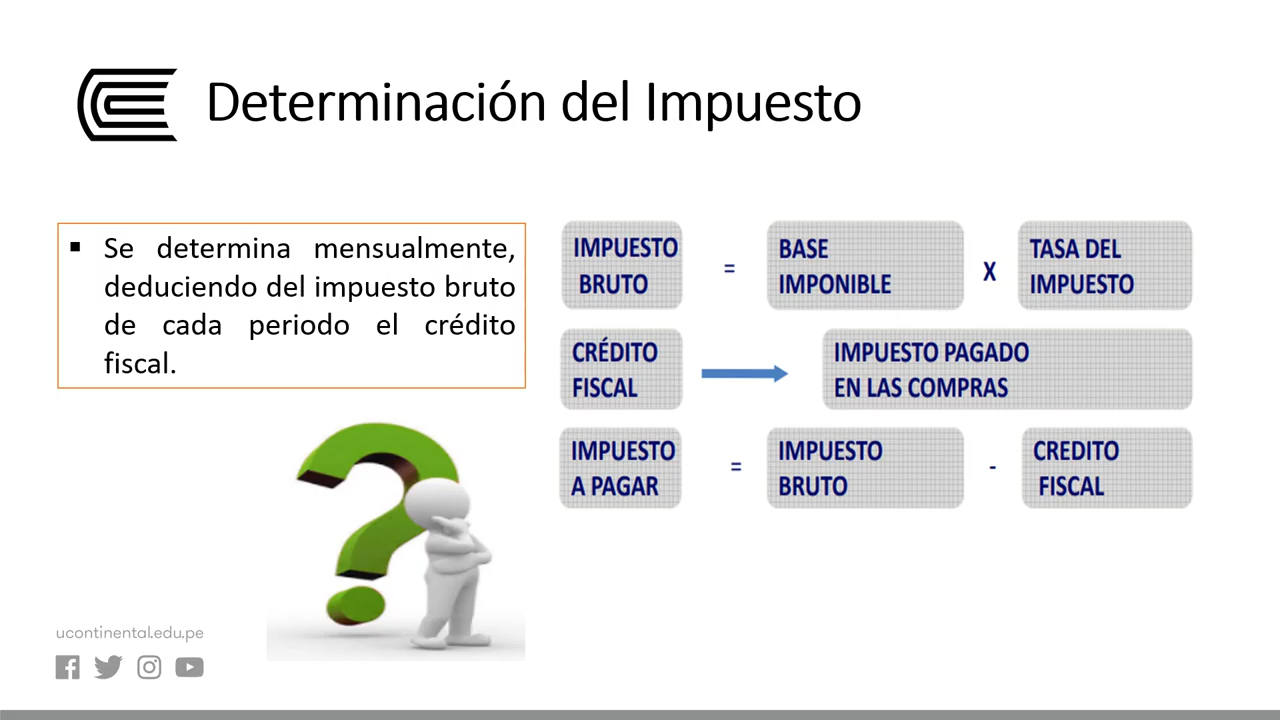 Determinación del Impuesto
▪ Se determina mensualmente,
deduciendo del impuesto bruto
de cada periodo el crédito
fiscal.
IMPUESTO BRUTO = BASE IMPONIBLE X TASA DEL IMPUESTO
CRÉDITO FISCAL IMPUESTO PAGADO EN LAS COMPRAS
IMPUESTO A PAGAR = IMPUESTO BRUTO - CREDITO FISCAL
ucontinental.edu.pe